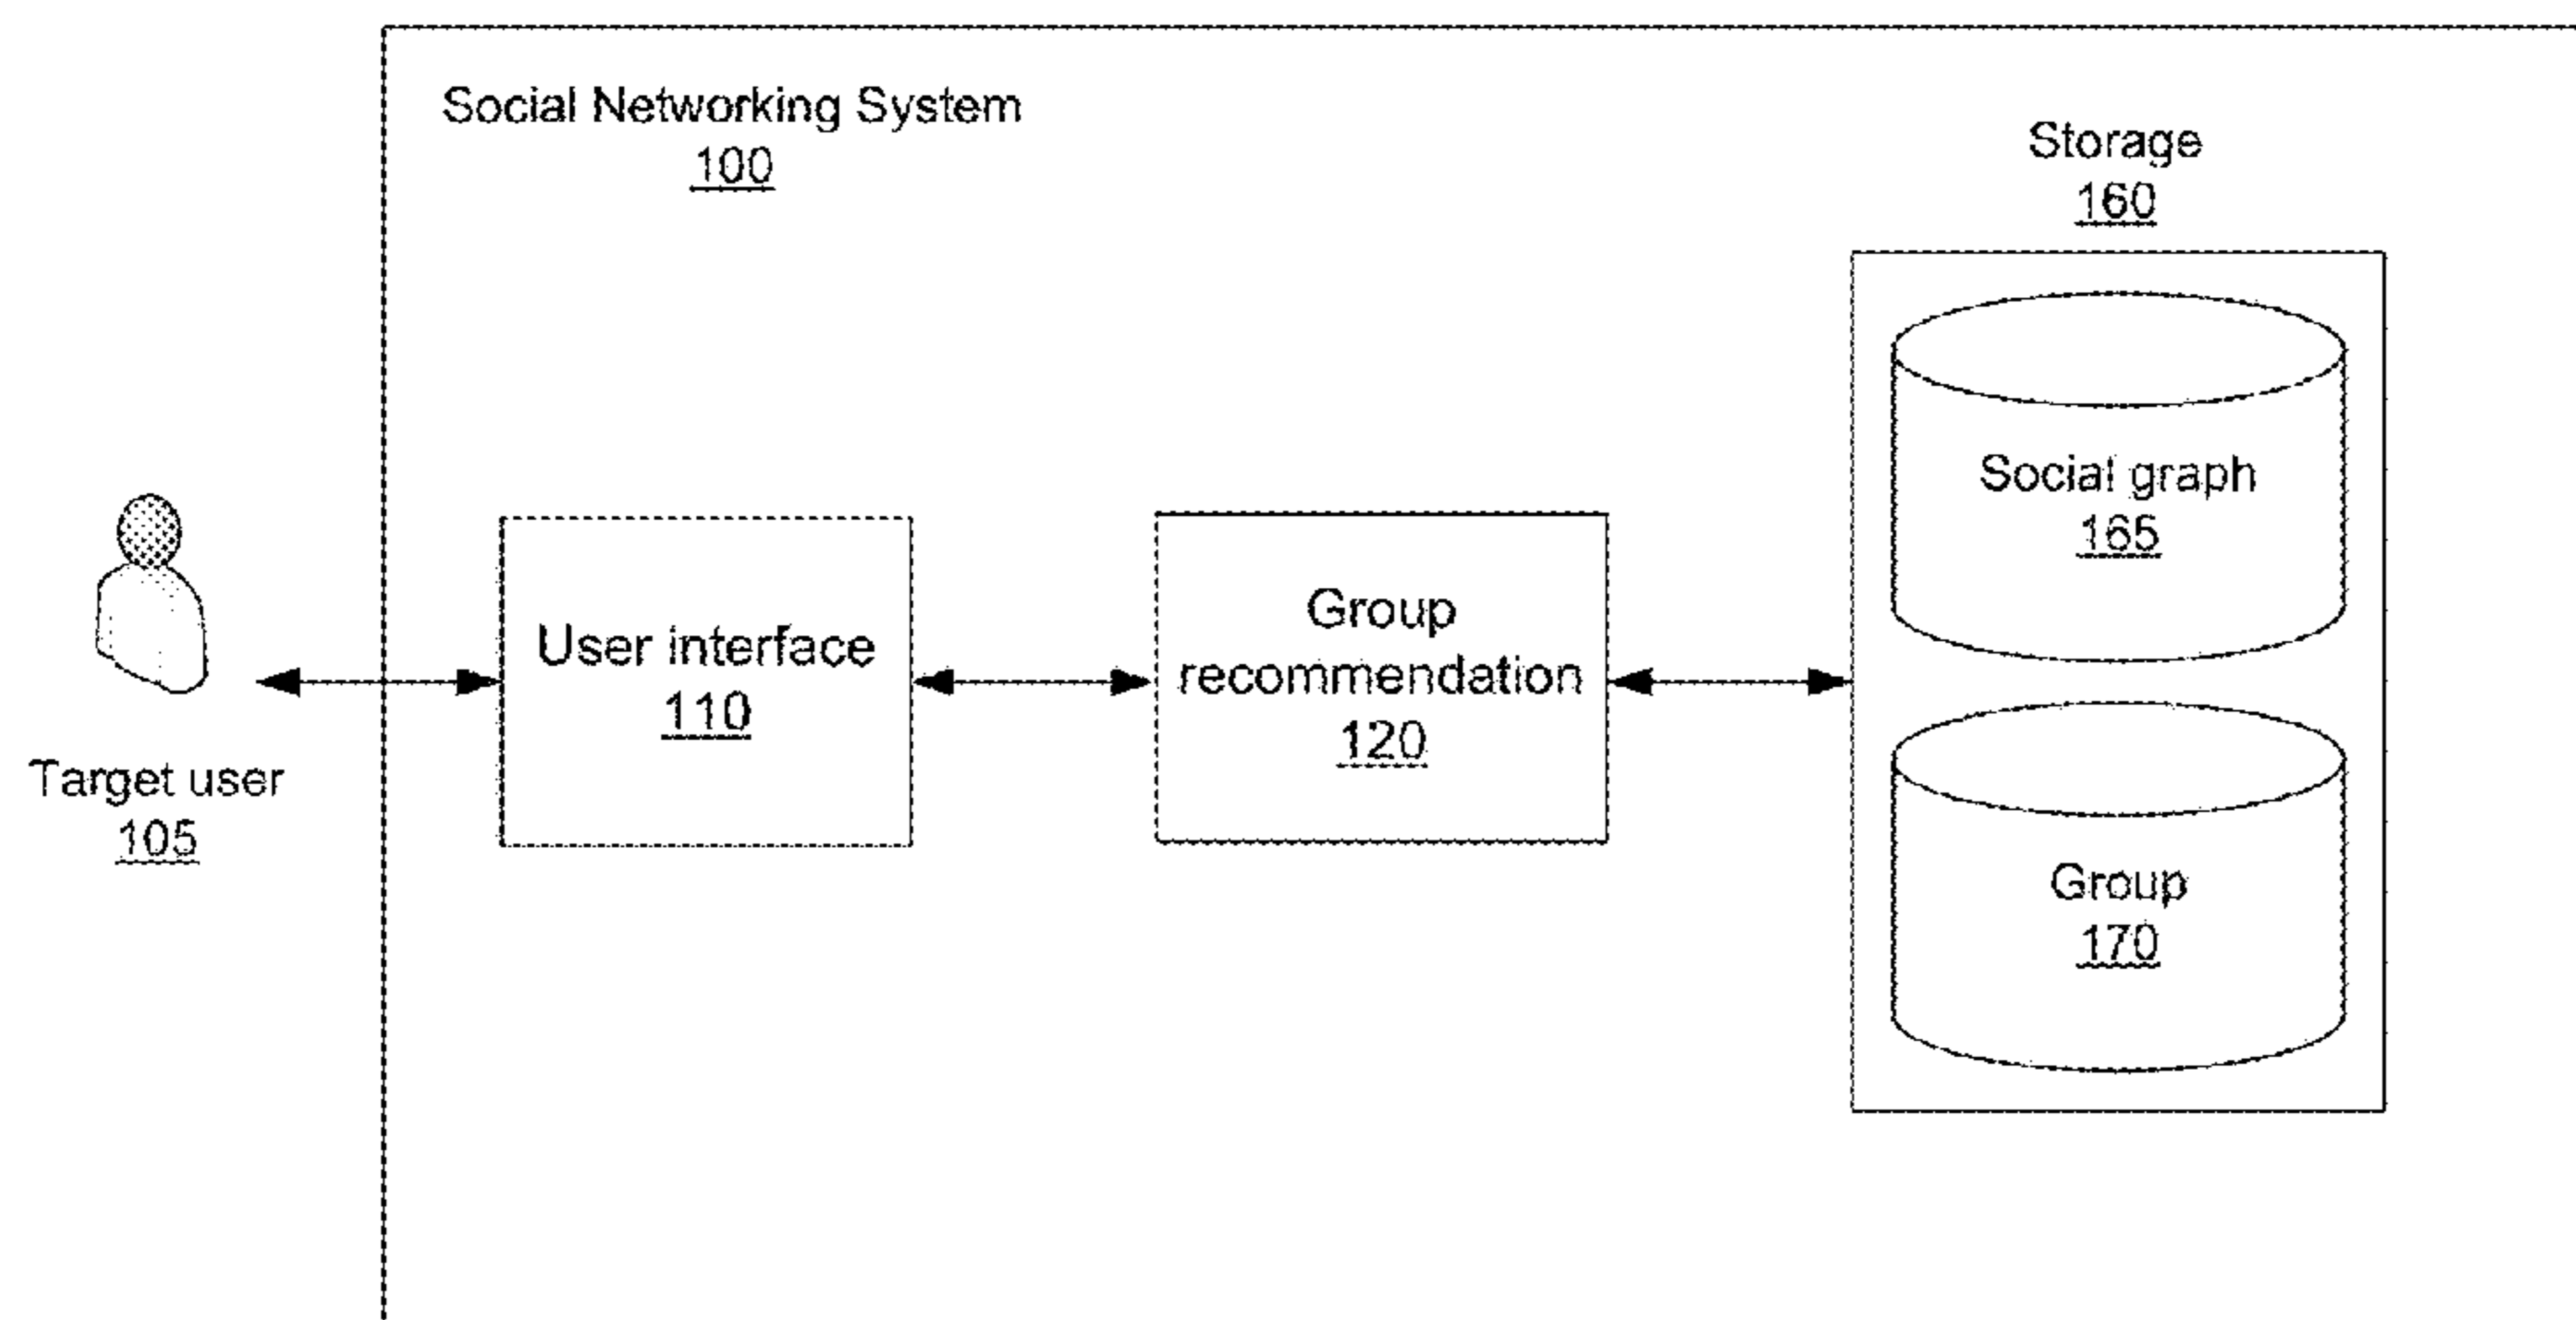 Social Networking System
100
Storage
160
Social graph
165
Group
170
User interface
110
Group
recommendation
120
Target user
105